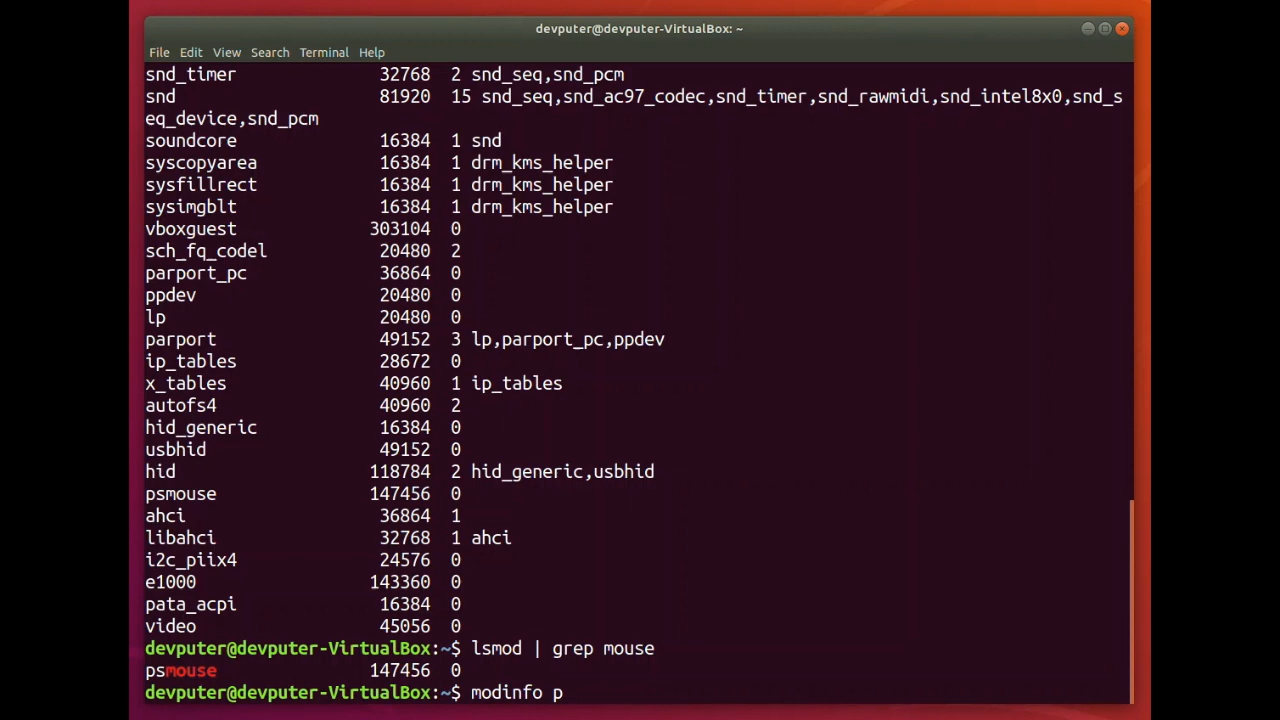 devputer@devputer-VirtualBox: ~
File Edit View Search Terminal Help
snd_timer 32768 2 snd_seq,snd_pcm
snd 81920 15 snd_seq,snd_ac97_codec,snd_timer,snd_rawmidi,snd_intel8x0,snd_s
eq_device,snd_pcm
soundcore 16384 1 snd
syscopyarea 16384 1 drm_kms_helper
sysfillrect 16384 1 drm_kms_helper
sysimgblt 16384 1 drm_kms_helper
vboxguest 303104 0
sch_fq_codel 20480 2
parport_pc 36864 0
ppdev 20480 0
lp 20480 0
parport 49152 3 lp,parport_pc,ppdev
ip_tables 28672 0
x_tables 40960 1 ip_tables
autofs4 40960 2
hid_generic 16384 0
usbhid 49152 0
hid 118784 2 hid_generic,usbhid
psmouse 147456 0
ahci 36864 1
libahci 32768 1 ahci
i2c_piix4 24576 0
e1000 143360 0
pata_acpi 16384 0
video 45056 0
devputer@devputer-VirtualBox:~$ lsmod | grep mouse
psmouse 147456 0
devputer@devputer-VirtualBox:~$ modinfo p